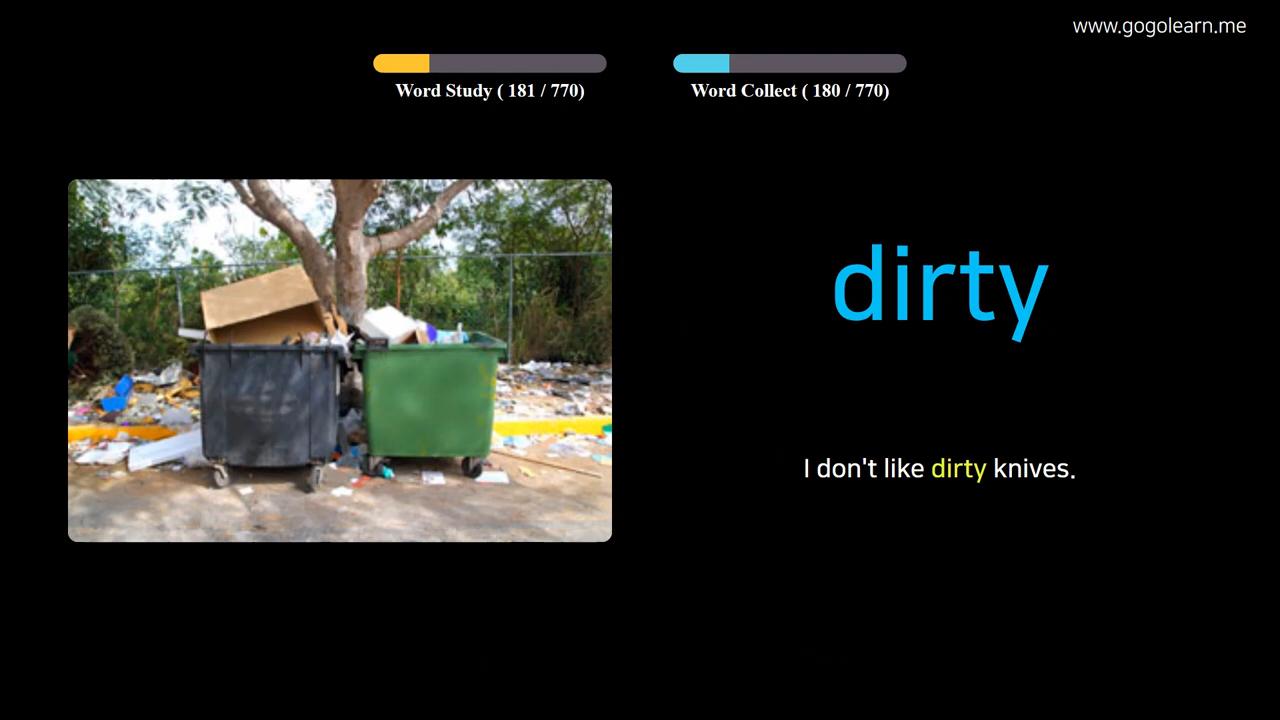 www.gogolearn.me
Word Study ( 181 / 770)
Word Collect ( 180 / 770)
dirty
I don't like dirty knives.